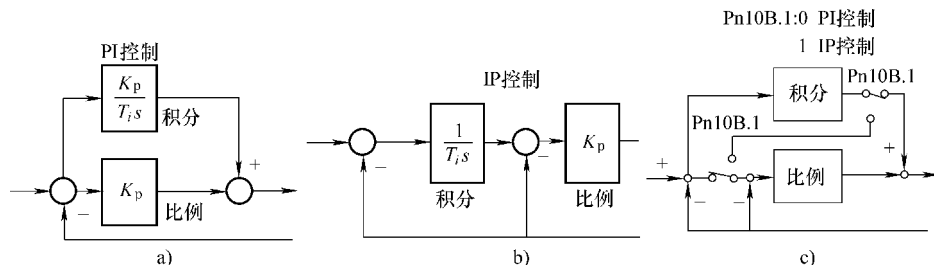 PI控制
K_p
T_i s
积分
K_p
比例
+
−
a)
IP控制
1
T_i s
积分
K_p
比例
−
−
b)
Pn10B.1:0 PI控制
1 IP控制
Pn10B.1
积分
Pn10B.1
比例
+
+
−
−
c)